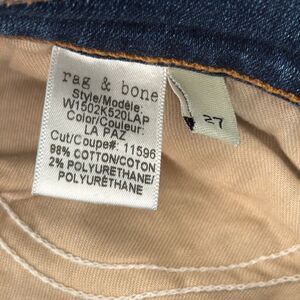 rag & bone
Style/Modèle:
W1502K520LAP
Color/Couleur:
LA PAZ
Cut/Coupe#: 11596
98% COTTON/COTON
2% POLYURETHANE/
POLYURÉTHANE
27